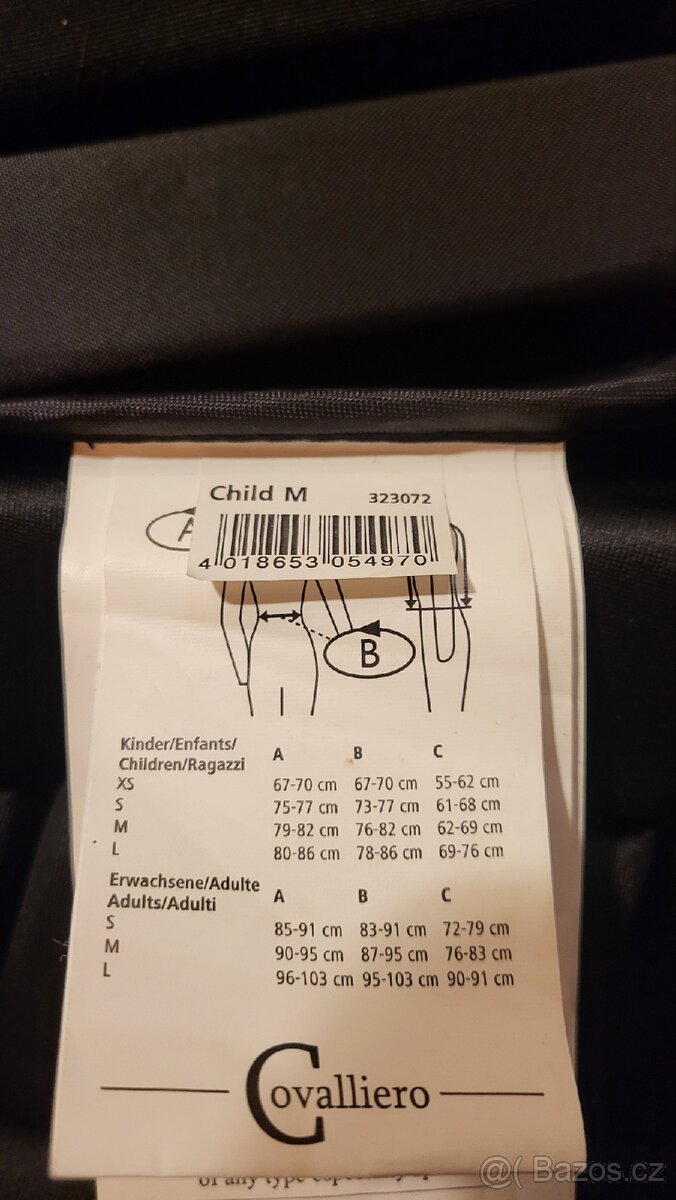 Child M 323072
4 018653 054970
A
B
Kinder/Enfants/
Children/Ragazzi A B C
XS 67-70 cm 67-70 cm 55-62 cm
S 75-77 cm 73-77 cm 61-68 cm
M 79-82 cm 76-82 cm 62-69 cm
L 80-86 cm 78-86 cm 69-76 cm
Erwachsene/Adulte
Adults/Adulti A B C
S 85-91 cm 83-91 cm 72-79 cm
M 90-95 cm 87-95 cm 76-83 cm
L 96-103 cm 95-103 cm 90-91 cm
Covalliero
of any type
@( Bazos.cz